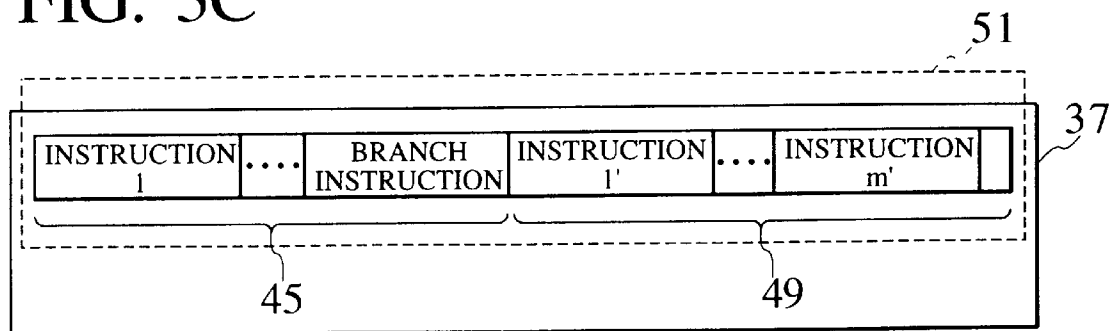 FIG. 5C
51
37
INSTRUCTION .... BRANCH INSTRUCTION .... INSTRUCTION
1 INSTRUCTION 1' m'
45 49